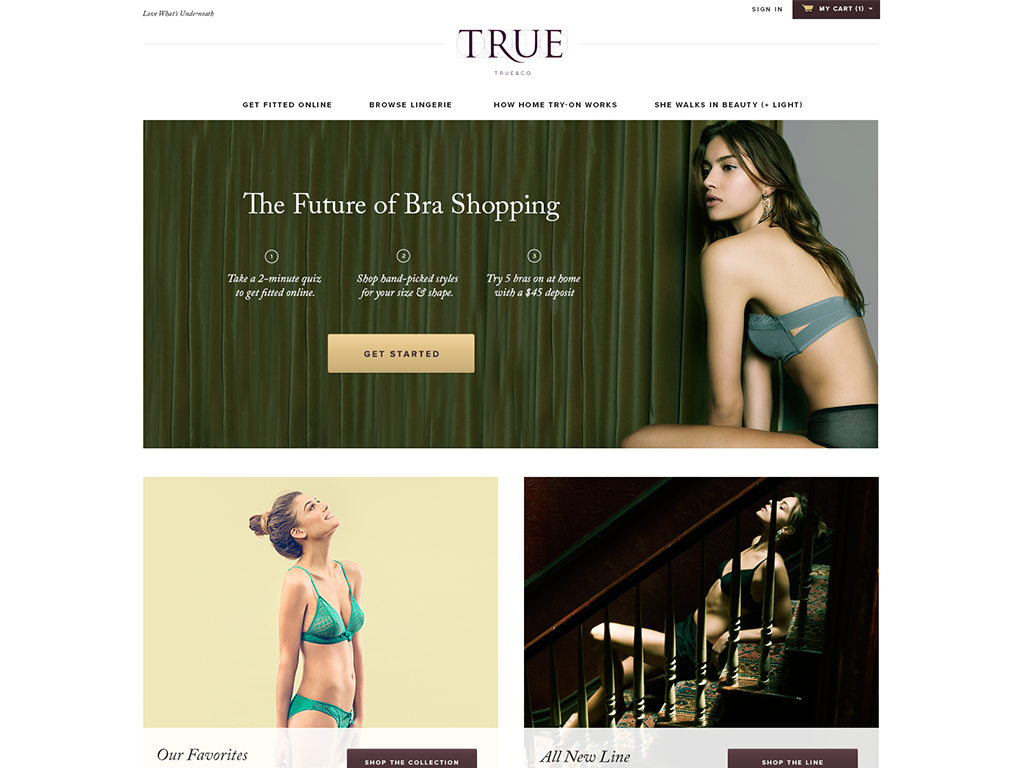 Love What's Underneath
SIGN IN
MY CART (1)
TRUE
TRUE&CO.
GET FITTED ONLINE
BROWSE LINGERIE
HOW HOME TRY-ON WORKS
SHE WALKS IN BEAUTY (+ LIGHT)
The Future of Bra Shopping
1
Take a 2-minute quiz
to get fitted online.
2
Shop hand-picked styles
for your size & shape.
3
Try 5 bras on at home
with a $45 deposit
GET STARTED
Our Favorites
SHOP THE COLLECTION
All New Line
SHOP THE LINE